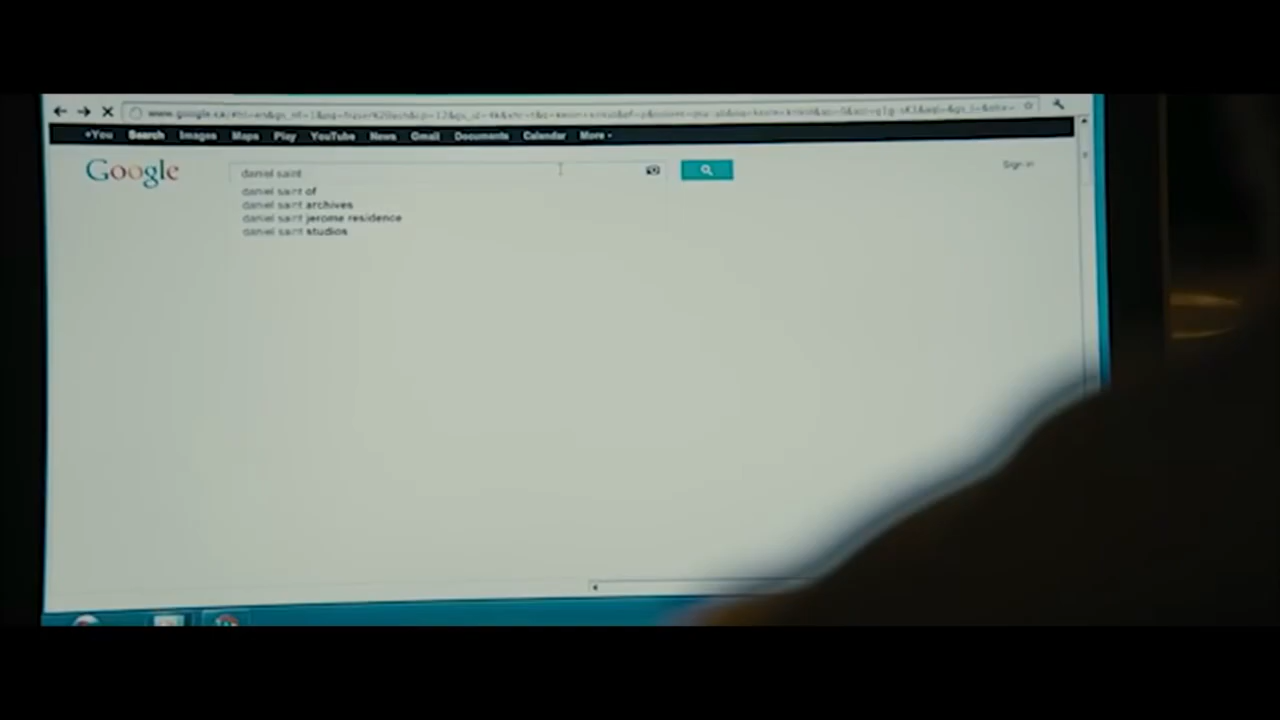 +You Search Images Maps Play YouTube News Gmail Documents Calendar More
Google daniel saint Sign in
daniel saint of
daniel saint archives
daniel saint jerome residence
daniel saint studios